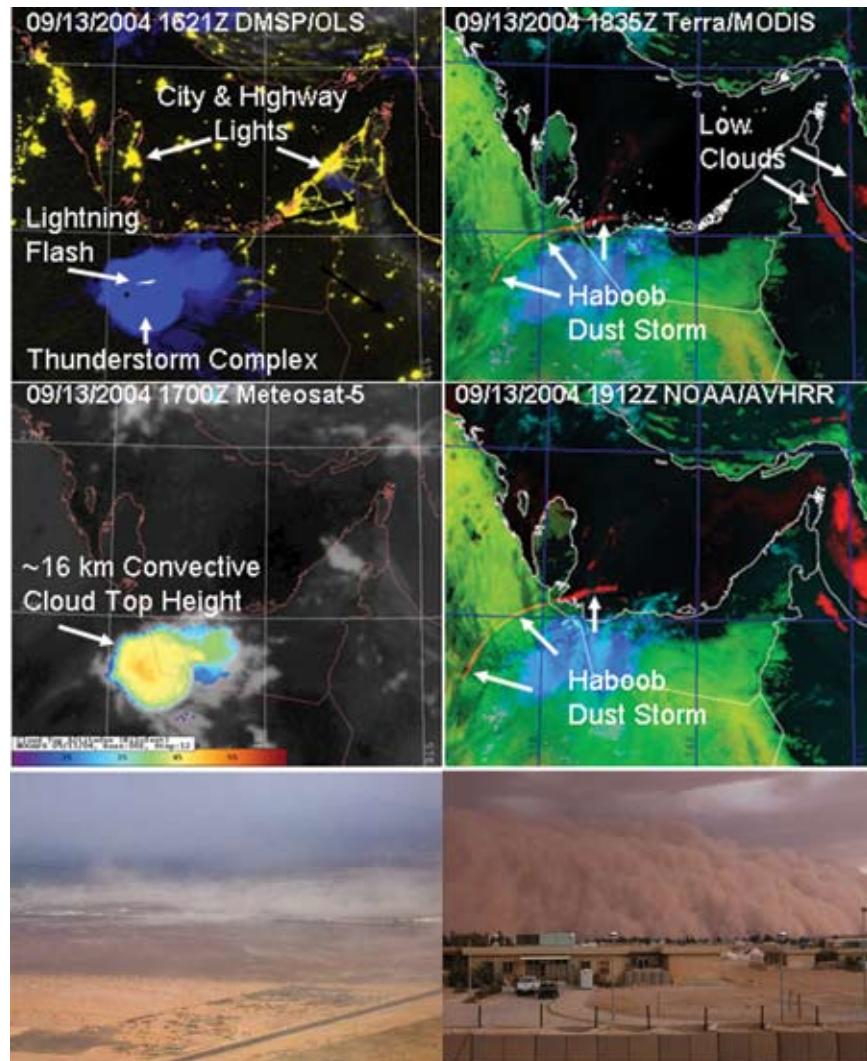 09/13/2004 1621Z DMSP/OLS
City & Highway
Lights
Lightning
Flash
Thunderstorm Complex
09/13/2004 1835Z Terra/MODIS
Low
Clouds
Haboob
Dust Storm
09/13/2004 1700Z Meteosat-5
~16 km Convective
Cloud Top Height
09/13/2004 1912Z NOAA/AVHRR
Haboob
Dust Storm